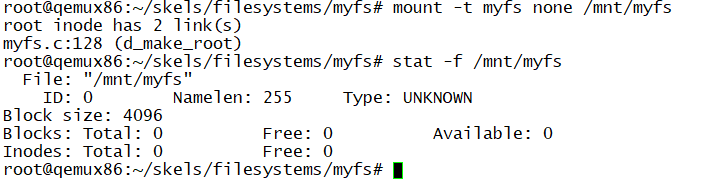 root@qemux86:~/skels/filesystems/myfs# mount -t myfs none /mnt/myfs
root inode has 2 link(s)
myfs.c:128 (d_make_root)
root@qemux86:~/skels/filesystems/myfs# stat -f /mnt/myfs
  File: "/mnt/myfs"
    ID: 0        Namelen: 255     Type: UNKNOWN
Block size: 4096
Blocks: Total: 0          Free: 0          Available: 0
Inodes: Total: 0          Free: 0
root@qemux86:~/skels/filesystems/myfs#